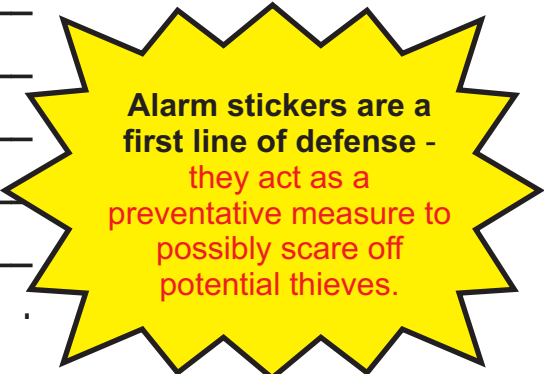 Alarm stickers are a
first line of defense -
they act as a
preventative measure to
possibly scare off
potential thieves.